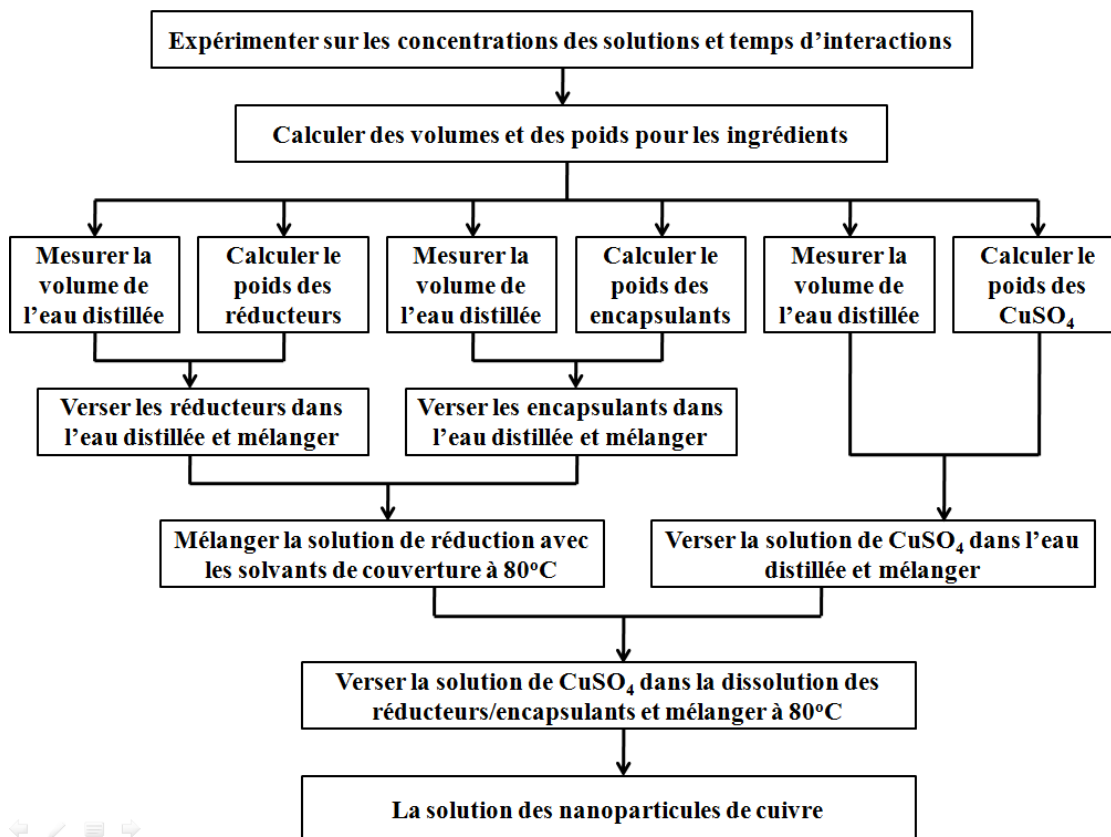 Expérimenter sur les concentrations des solutions et temps d'interactions
Calculer des volumes et des poids pour les ingrédients
Mesurer la
volume de
l'eau distillée
Calculer le
poids des
réducteurs
Mesurer la
volume de
l'eau distillée
Calculer le
poids des
encapsulants
Mesurer la
volume de
l'eau distillée
Calculer le
poids des
CuSO₄
Verser les réducteurs dans
l'eau distillée et mélanger
Verser les encapsulants dans
l'eau distillée et mélanger
Mélanger la solution de réduction avec
les solvants de couverture à 80°C
Verser la solution de CuSO₄ dans l'eau
distillée et mélanger
Verser la solution de CuSO₄ dans la dissolution des
réducteurs/encapsulants et mélanger à 80°C
La solution des nanoparticules de cuivre